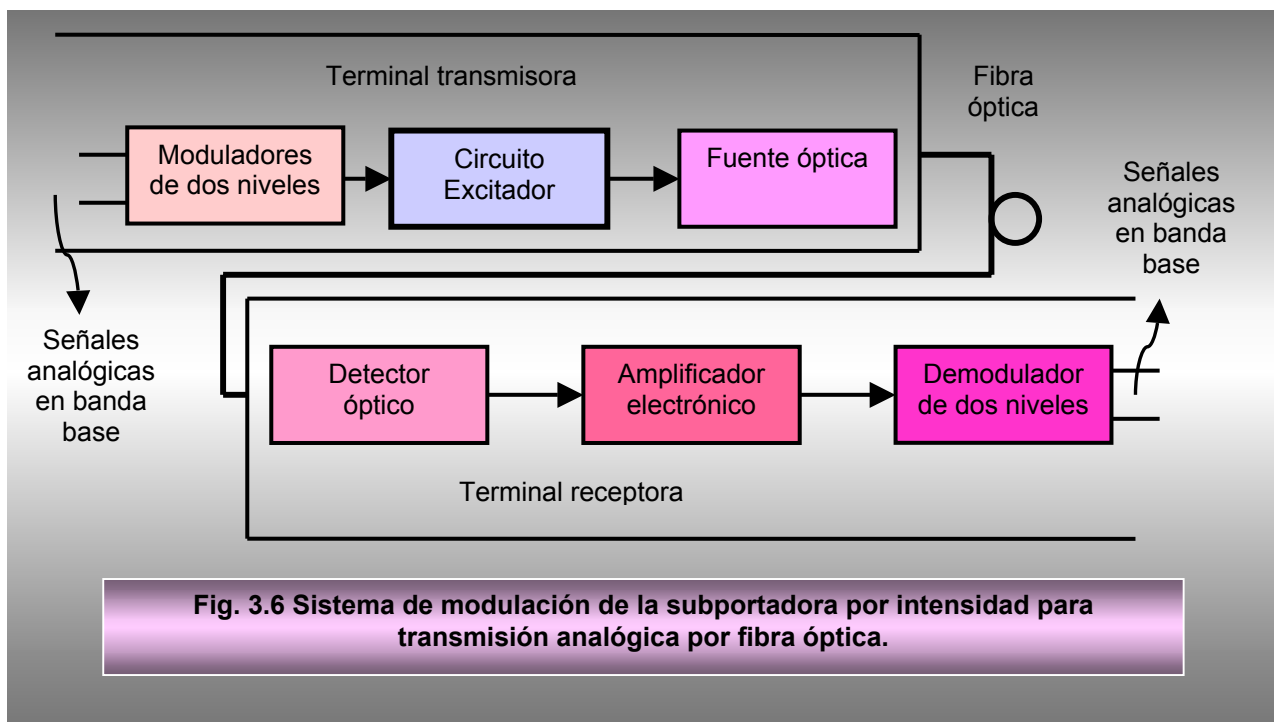 Terminal transmisora
Fibra
óptica
Moduladores
de dos niveles
Circuito
Excitador
Fuente óptica
Señales
analógicas
en banda
base
Señales
analógicas
en banda
base
Detector
óptico
Amplificador
electrónico
Demodulador
de dos niveles
Terminal receptora
Fig. 3.6 Sistema de modulación de la subportadora por intensidad para
transmisión analógica por fibra óptica.